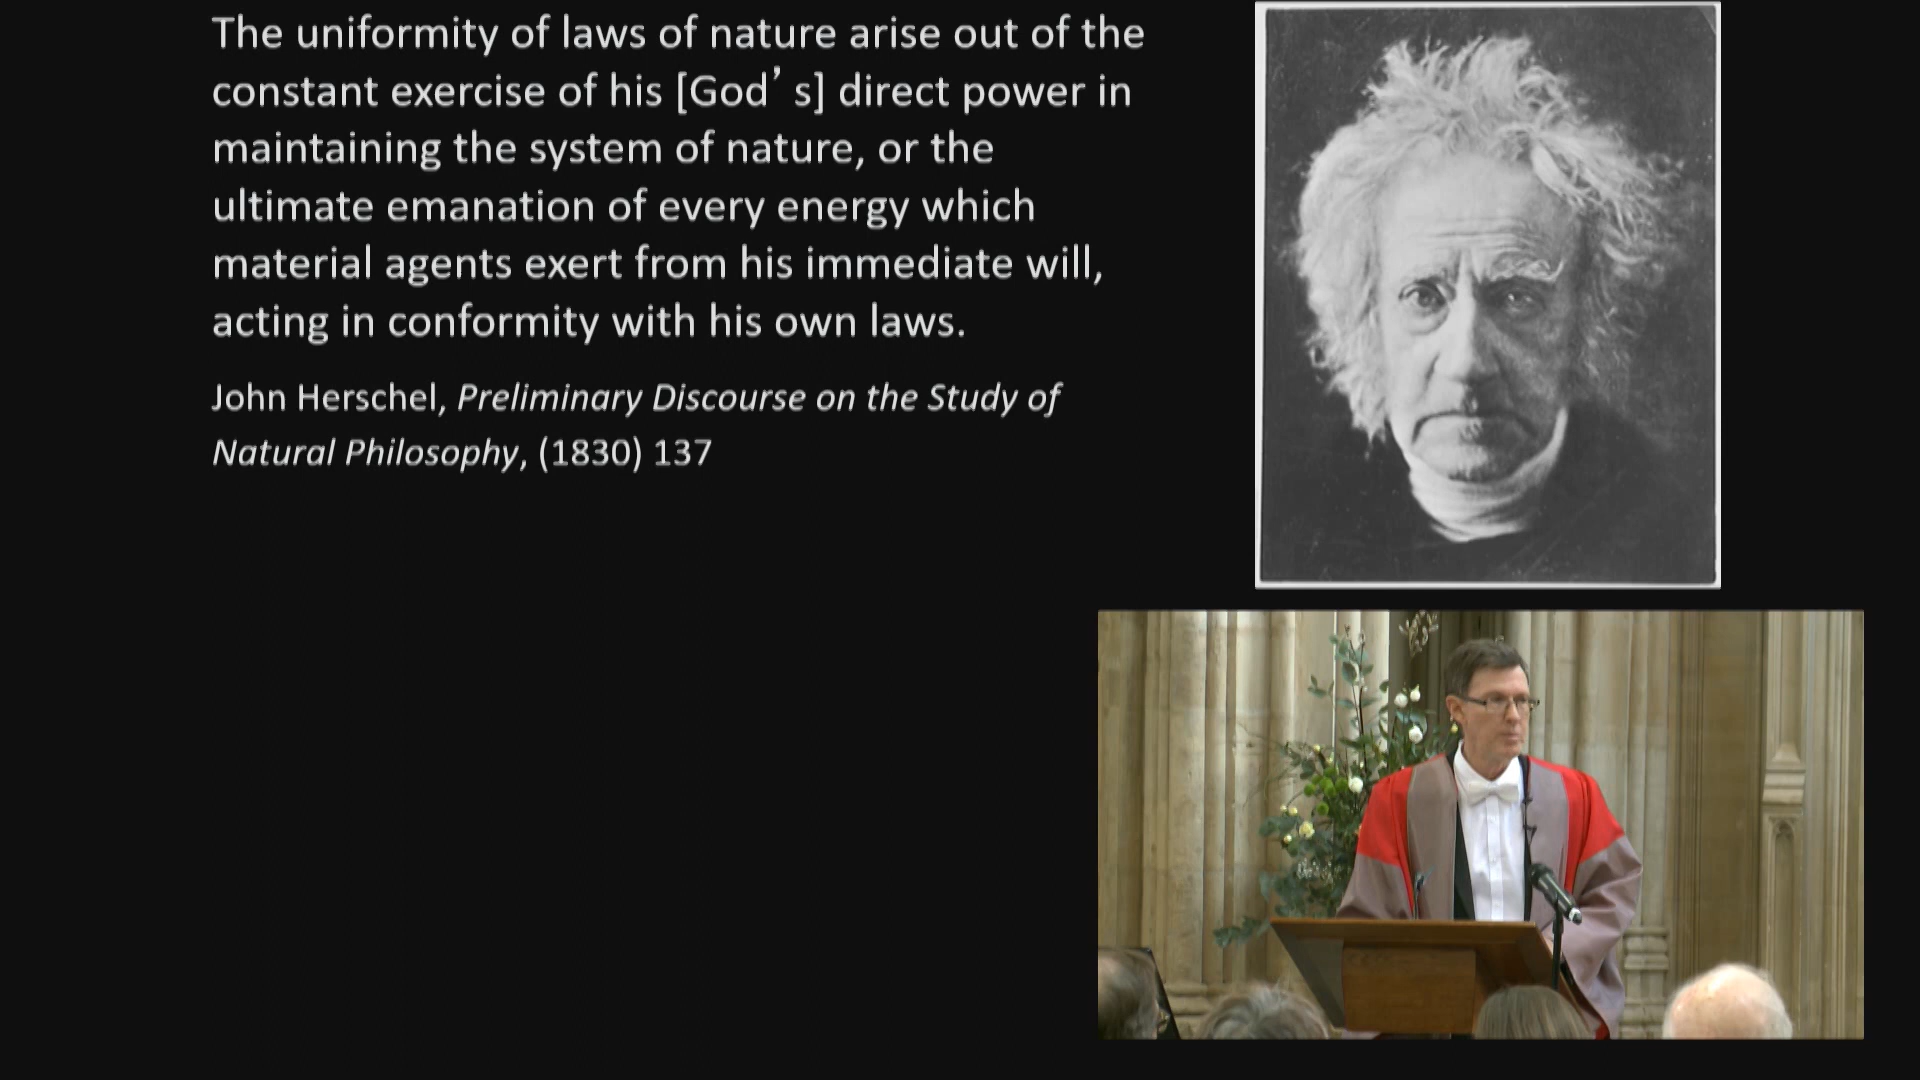 The uniformity of laws of nature arise out of the
constant exercise of his [God’s] direct power in
maintaining the system of nature, or the
ultimate emanation of every energy which
material agents exert from his immediate will,
acting in conformity with his own laws.
John Herschel, Preliminary Discourse on the Study of
Natural Philosophy, (1830) 137